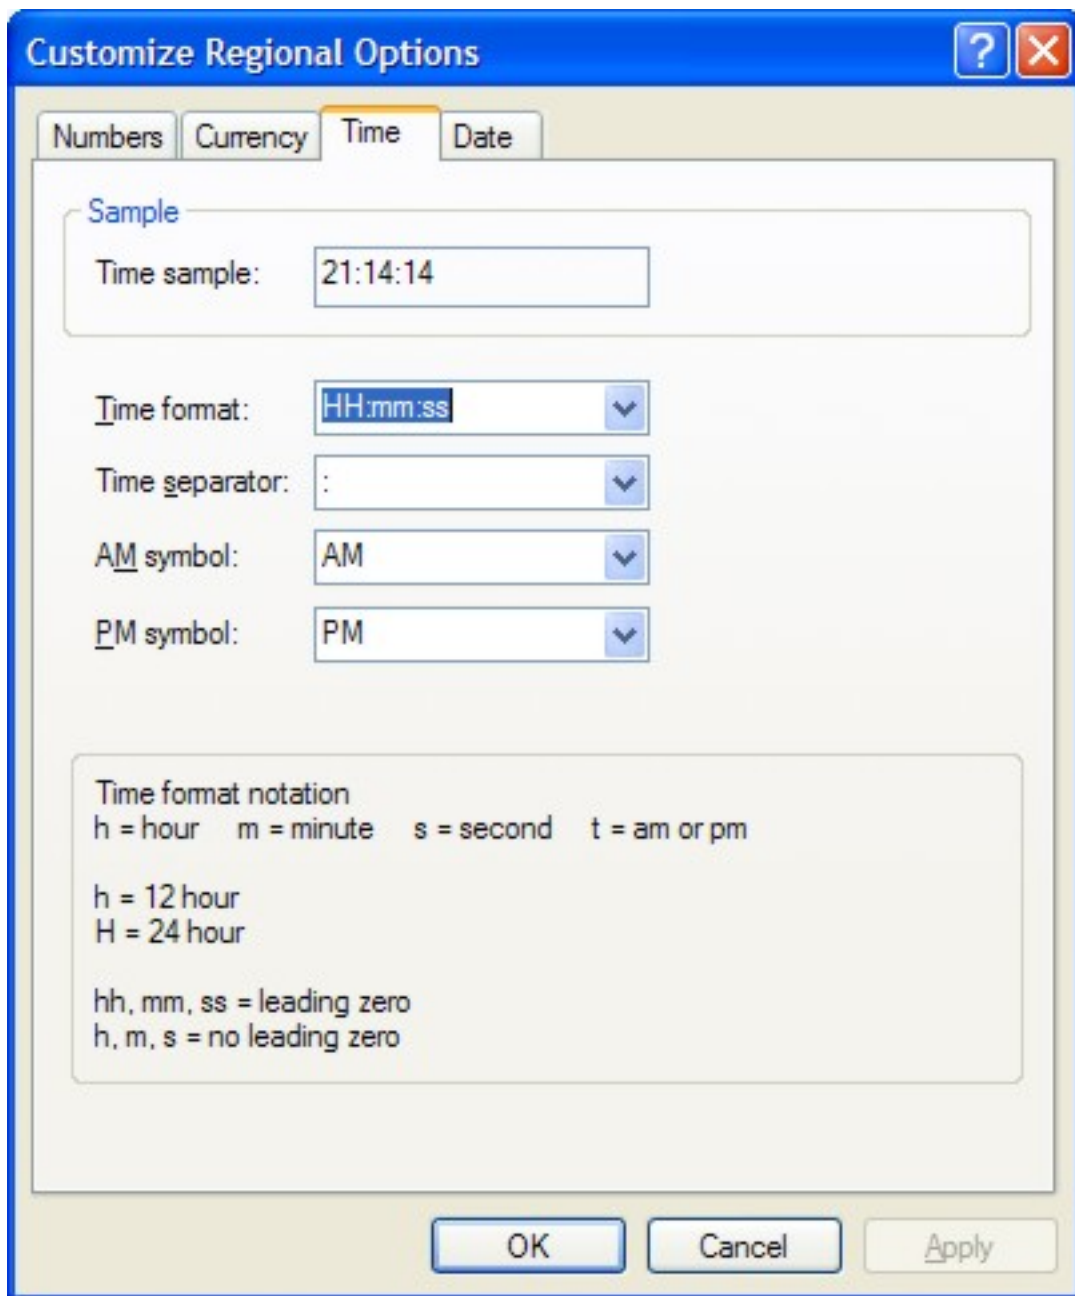 Customize Regional Options
Numbers Currency Time Date
Sample
Time sample: 21:14:14
Time format: HH:mm:ss
Time separator: :
AM symbol: AM
PM symbol: PM
Time format notation
h = hour m = minute s = second t = am or pm
h = 12 hour
H = 24 hour
hh, mm, ss = leading zero
h, m, s = no leading zero
OK Cancel Apply